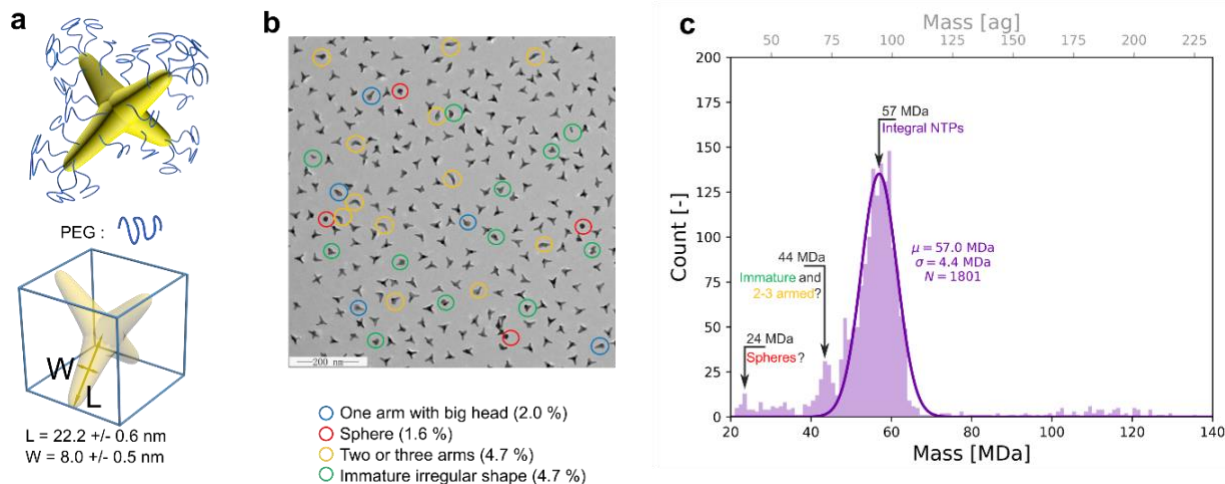 a
PEG :
W
L
L = 22.2 +/- 0.6 nm
W = 8.0 +/- 0.5 nm
b
200 nm
One arm with big head (2.0 %)
Sphere (1.6 %)
Two or three arms (4.7 %)
Immature irregular shape (4.7 %)
c
Mass [ag]
50 75 100 125 150 175 200 225
Count [-]
200
175
150
125
100
75
50
25
0
57 MDa
Integral NTPs
μ = 57.0 MDa
σ = 4.4 MDa
N = 1801
44 MDa
Immature and
2-3 armed?
24 MDa
Spheres?
20 40 60 80 100 120 140
Mass [MDa]